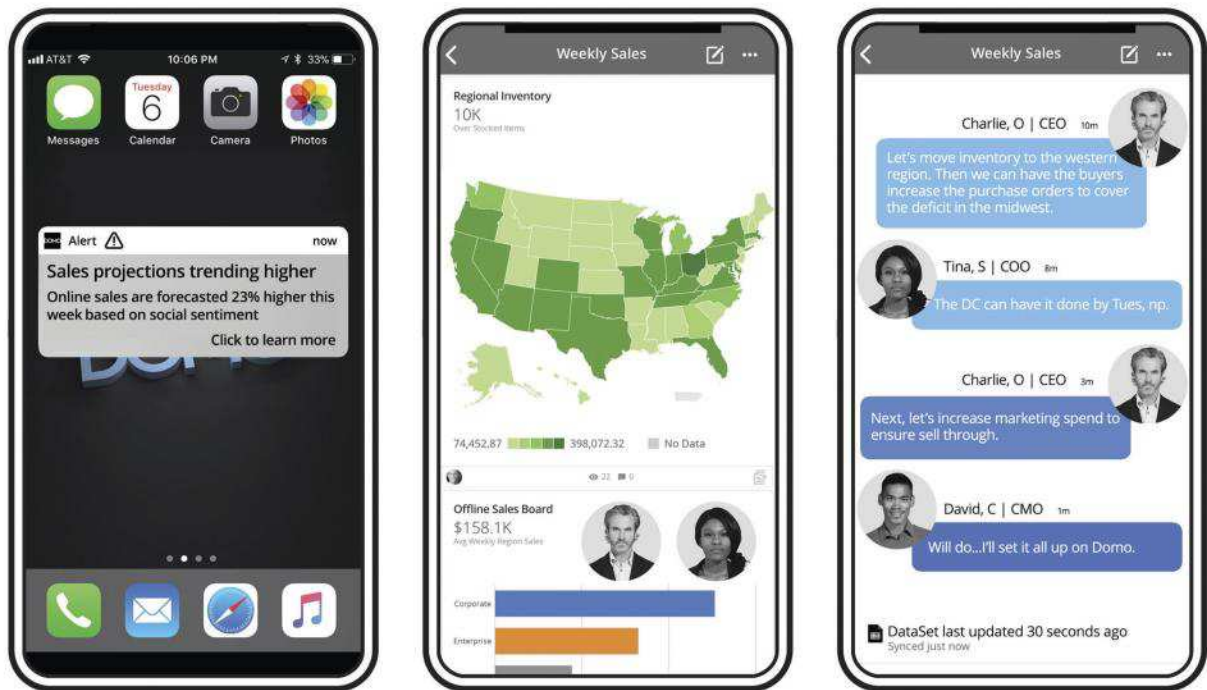 AT&T 10:06 PM 33%
Tuesday
6
Messages Calendar Camera Photos
DOMO Alert now
Sales projections trending higher
Online sales are forecasted 23% higher this
week based on social sentiment
Click to learn more
Weekly Sales
Regional Inventory
10K
Over Stocked Items
74,452.87 398,072.32 No Data
22 0
Offline Sales Board
$158.1K
Avg Weekly Region Sales
Corporate
Enterprise
Weekly Sales
Charlie, O | CEO 10m
Let's move inventory to the western
region. Then we can have the buyers
increase the purchase orders to cover
the deficit in the midwest.
Tina, S | COO 8m
The DC can have it done by Tues, np.
Charlie, O | CEO 3m
Next, let's increase marketing spend to
ensure sell through.
David, C | CMO 1m
Will do...I'll set it all up on Domo.
DataSet last updated 30 seconds ago
Synced just now